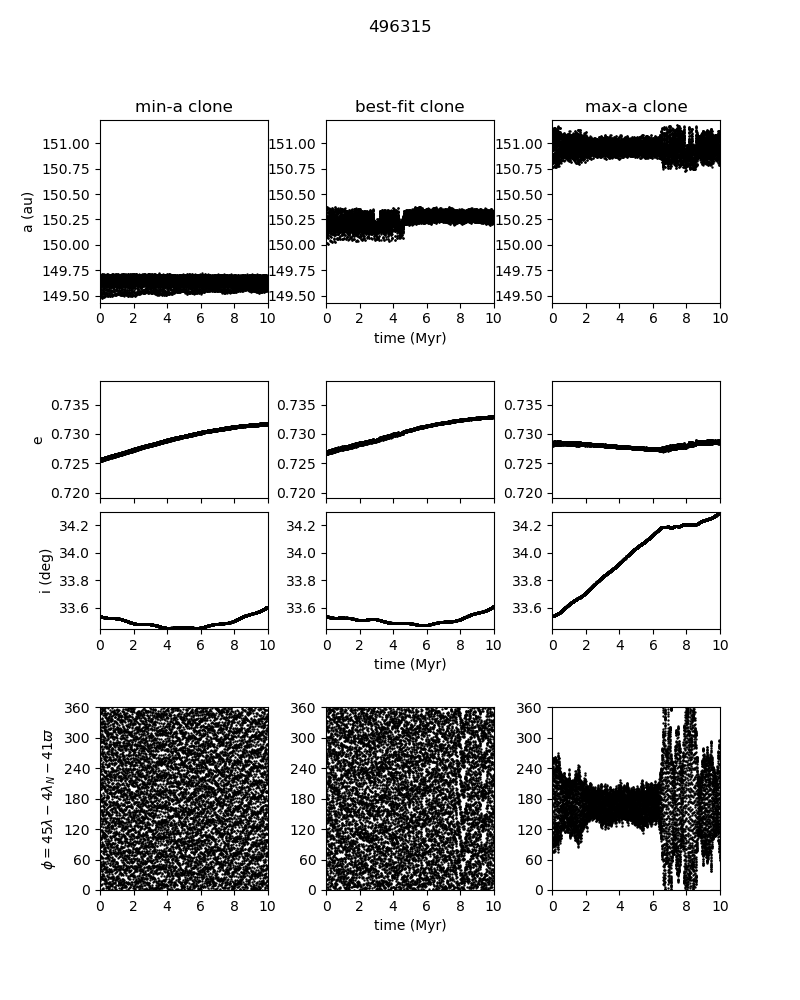 496315
min-a clone best-fit clone max-a clone
151.00 151.00 151.00
150.75 150.75 150.75
150.50 150.50 150.50
a (au) 150.25 150.25 150.25
150.00 150.00 150.00
149.75 149.75 149.75
149.50 149.50 149.50
0 2 4 6 8 10 0 2 4 6 8 10 0 2 4 6 8 10
time (Myr)
0.735 0.735 0.735
e 0.730 0.730 0.730
0.725 0.725 0.725
0.720 0.720 0.720
34.2 34.2 34.2
i (deg) 34.0 34.0 34.0
33.8 33.8 33.8
33.6 33.6 33.6
0 2 4 6 8 10 0 2 4 6 8 10 0 2 4 6 8 10
time (Myr)
360 360 360
300 300 300
240 240 240
ϕ = 45λ − 4λ_N − 41ϖ 180 180 180
120 120 120
60 60 60
0 0 0
0 2 4 6 8 10 0 2 4 6 8 10 0 2 4 6 8 10
time (Myr)